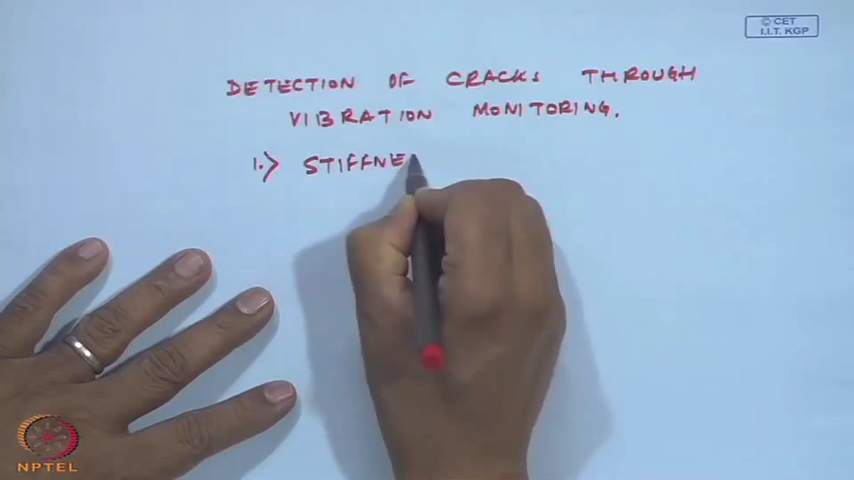 © CET
I.I.T. KGP
DETECTION OF CRACKS THROUGH
VIBRATION MONITORING.
1.> STIFFNE
NPTEL